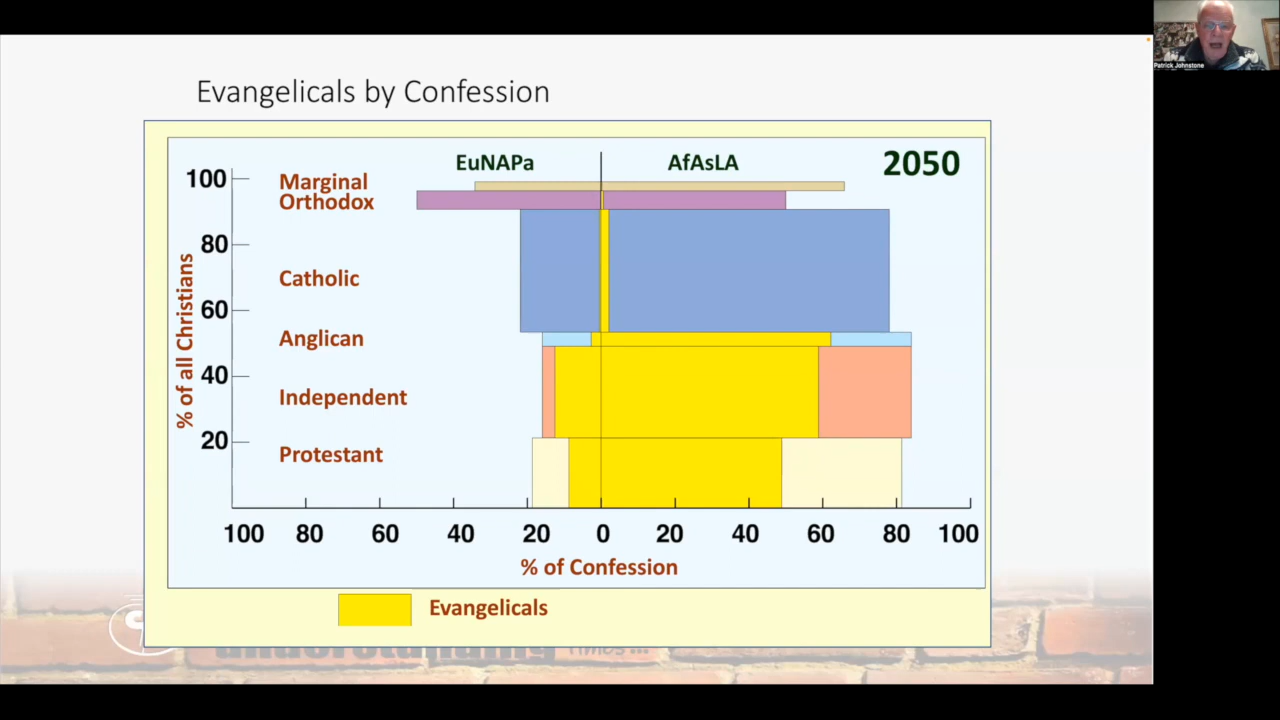 Patrick Johnstone
Evangelicals by Confession
EuNAPa
AfAsLA
2050
% of all Christians
100
80
60
40
20
Marginal
Orthodox
Catholic
Anglican
Independent
Protestant
100 80 60 40 20 0 20 40 60 80 100
% of Confession
Evangelicals